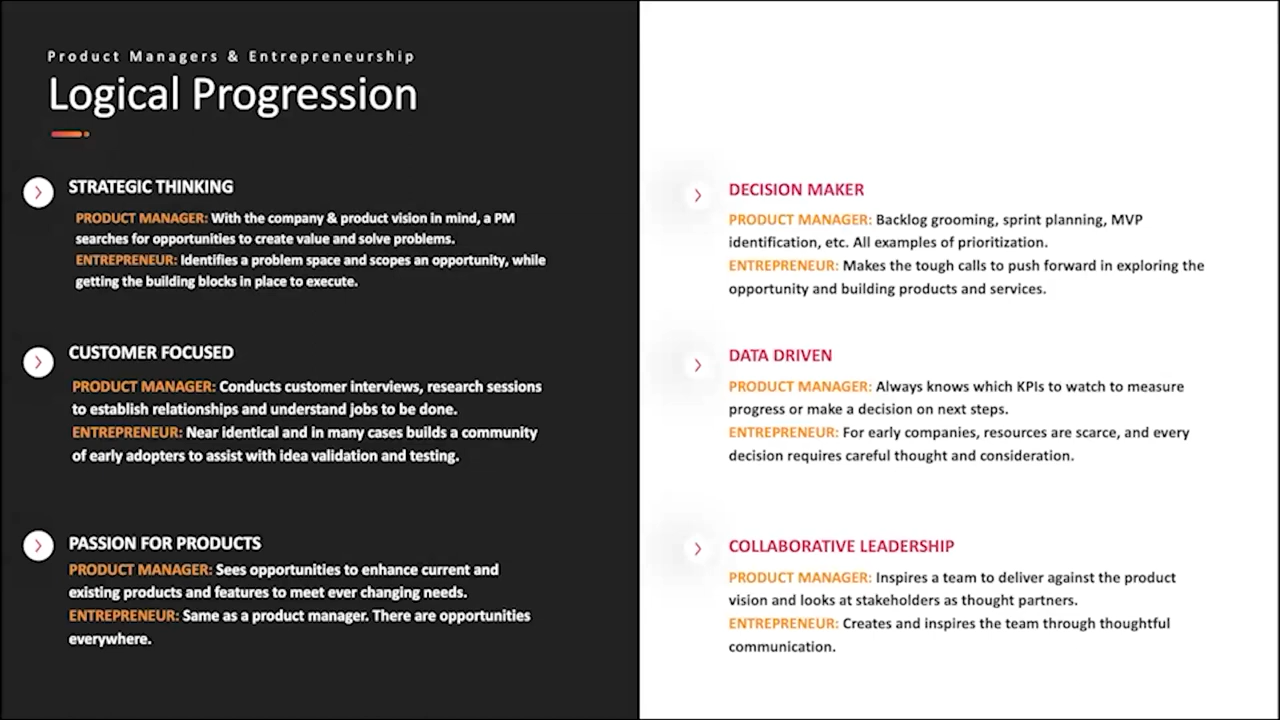 Product Managers & Entrepreneurship
Logical Progression
STRATEGIC THINKING
PRODUCT MANAGER: With the company & product vision in mind, a PM
searches for opportunities to create value and solve problems.
ENTREPRENEUR: Identifies a problem space and scopes an opportunity, while
getting the building blocks in place to execute.
CUSTOMER FOCUSED
PRODUCT MANAGER: Conducts customer interviews, research sessions
to establish relationships and understand jobs to be done.
ENTREPRENEUR: Near identical and in many cases builds a community
of early adopters to assist with idea validation and testing.
PASSION FOR PRODUCTS
PRODUCT MANAGER: Sees opportunities to enhance current and
existing products and features to meet ever changing needs.
ENTREPRENEUR: Same as a product manager. There are opportunities
everywhere.
DECISION MAKER
PRODUCT MANAGER: Backlog grooming, sprint planning, MVP
identification, etc. All examples of prioritization.
ENTREPRENEUR: Makes the tough calls to push forward in exploring the
opportunity and building products and services.
DATA DRIVEN
PRODUCT MANAGER: Always knows which KPIs to watch to measure
progress or make a decision on next steps.
ENTREPRENEUR: For early companies, resources are scarce, and every
decision requires careful thought and consideration.
COLLABORATIVE LEADERSHIP
PRODUCT MANAGER: Inspires a team to deliver against the product
vision and looks at stakeholders as thought partners.
ENTREPRENEUR: Creates and inspires the team through thoughtful
communication.